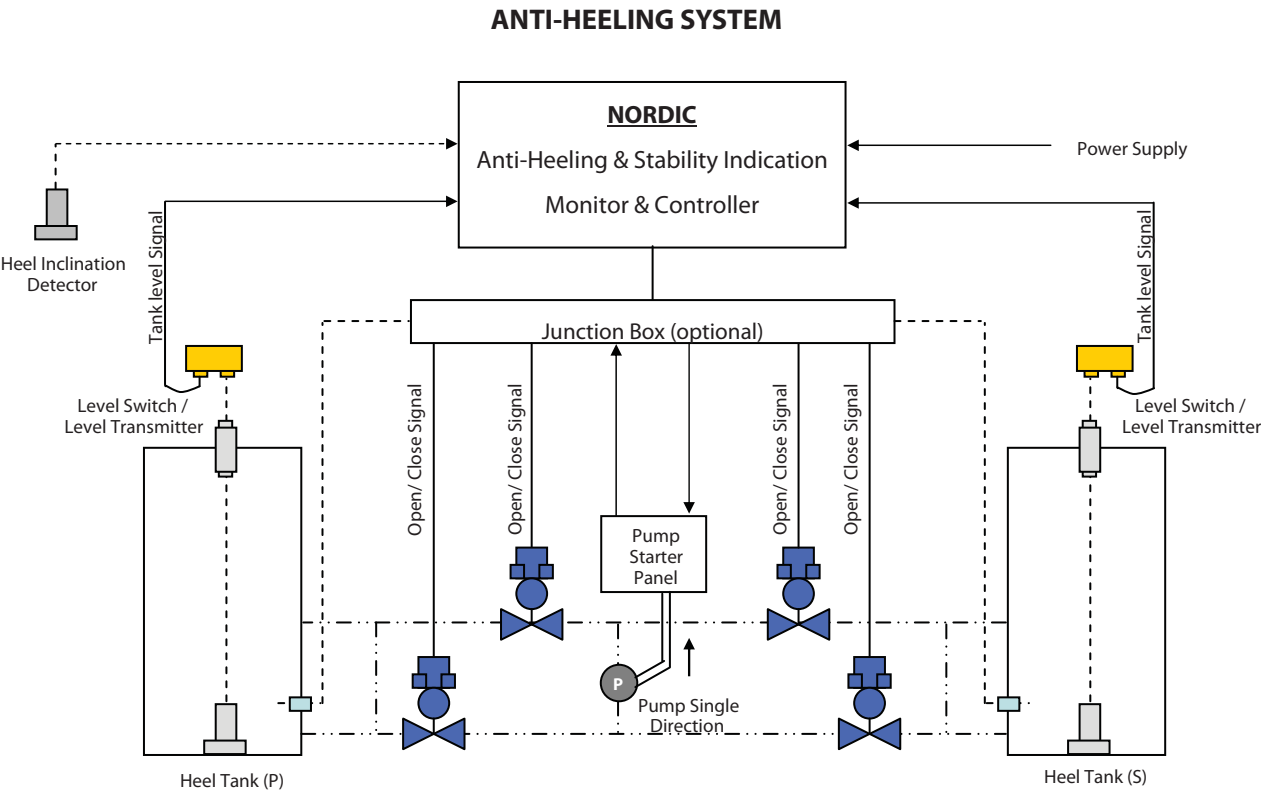 ANTI-HEELING SYSTEM
NORDIC
Anti-Heeling & Stability Indication
Monitor & Controller
Power Supply
Heel Inclination
Detector
Tank level Signal
Tank level Signal
Junction Box (optional)
Level Switch /
Level Transmitter
Level Switch /
Level Transmitter
Open/ Close Signal
Open/ Close Signal
Open/ Close Signal
Open/ Close Signal
Pump
Starter
Panel
P
Pump Single
Direction
Heel Tank (P)
Heel Tank (S)